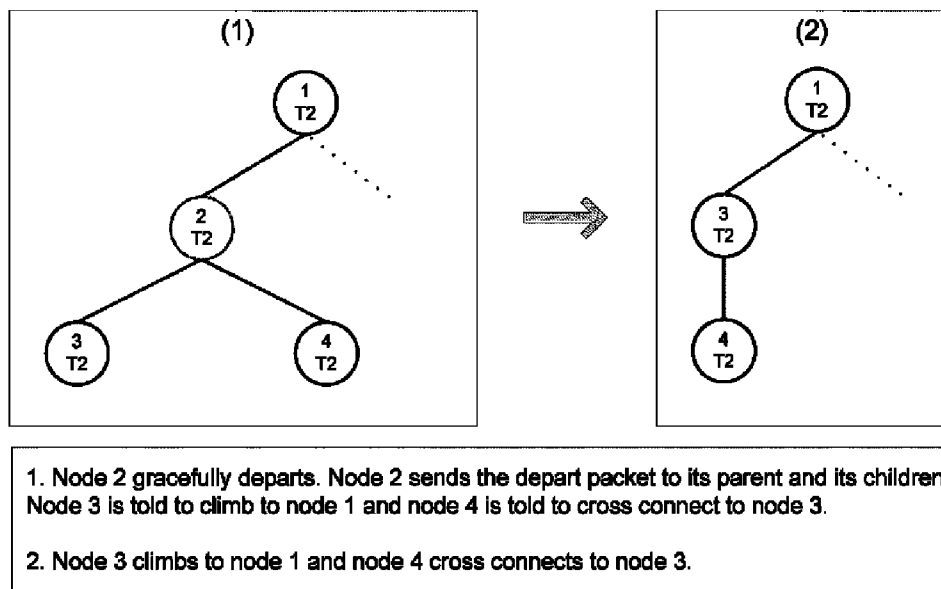 (1)
(2)
1
T2
1
T2
2
T2
3
T2
3
T2
4
T2
4
T2
1. Node 2 gracefully departs. Node 2 sends the depart packet to its parent and its children
Node 3 is told to climb to node 1 and node 4 is told to cross connect to node 3.
2. Node 3 climbs to node 1 and node 4 cross connects to node 3.